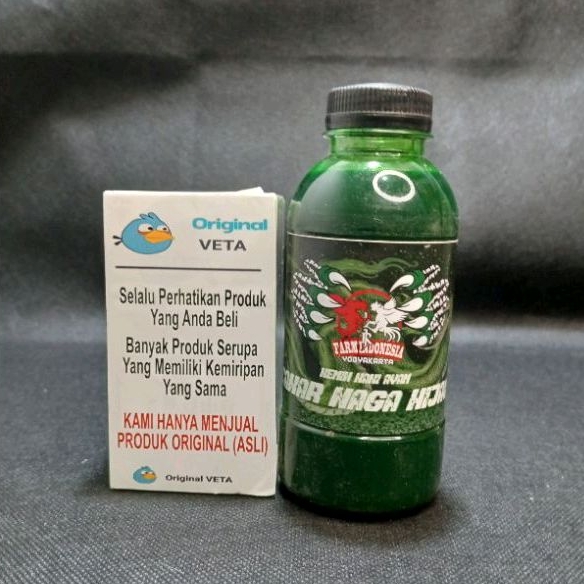 Original
VETA
Selalu Perhatikan Produk
Yang Anda Beli
Banyak Produk Serupa
Yang Memiliki Kemiripan
Yang Sama
KAMI HANYA MENJUAL
PRODUK ORIGINAL (ASLI)
Original VETA
FARM INDONESIA
YOGYAKARTA
NAGA